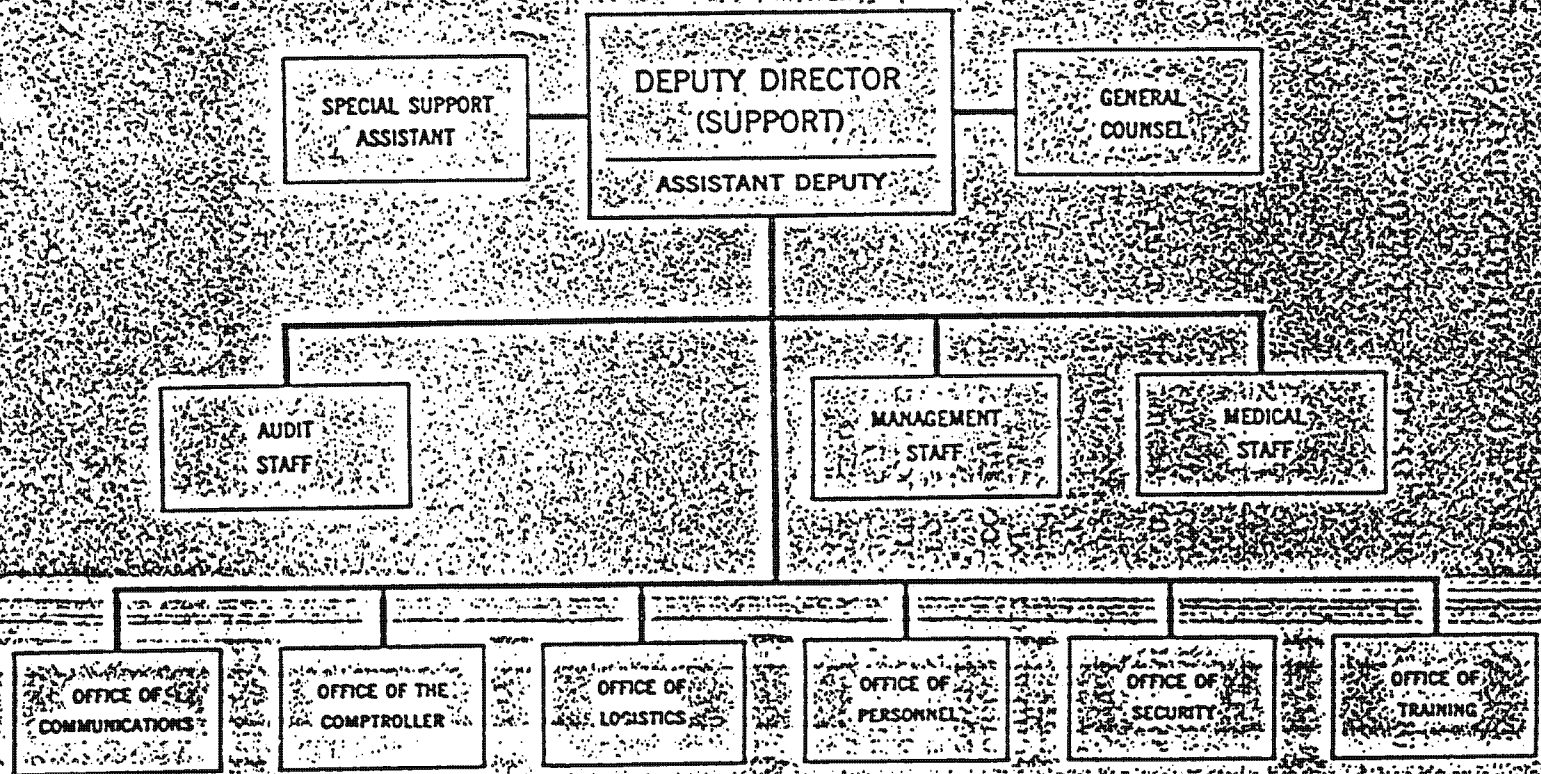 DEPUTY DIRECTOR
(SUPPORT)
ASSISTANT DEPUTY
SPECIAL SUPPORT
ASSISTANT
GENERAL
COUNSEL
AUDIT
STAFF
MANAGEMENT
STAFF
MEDICAL
STAFF
OFFICE OF
COMMUNICATIONS
OFFICE OF THE
COMPTROLLER
OFFICE OF
LOGISTICS
OFFICE OF
PERSONNEL
OFFICE OF
SECURITY
OFFICE OF
TRAINING